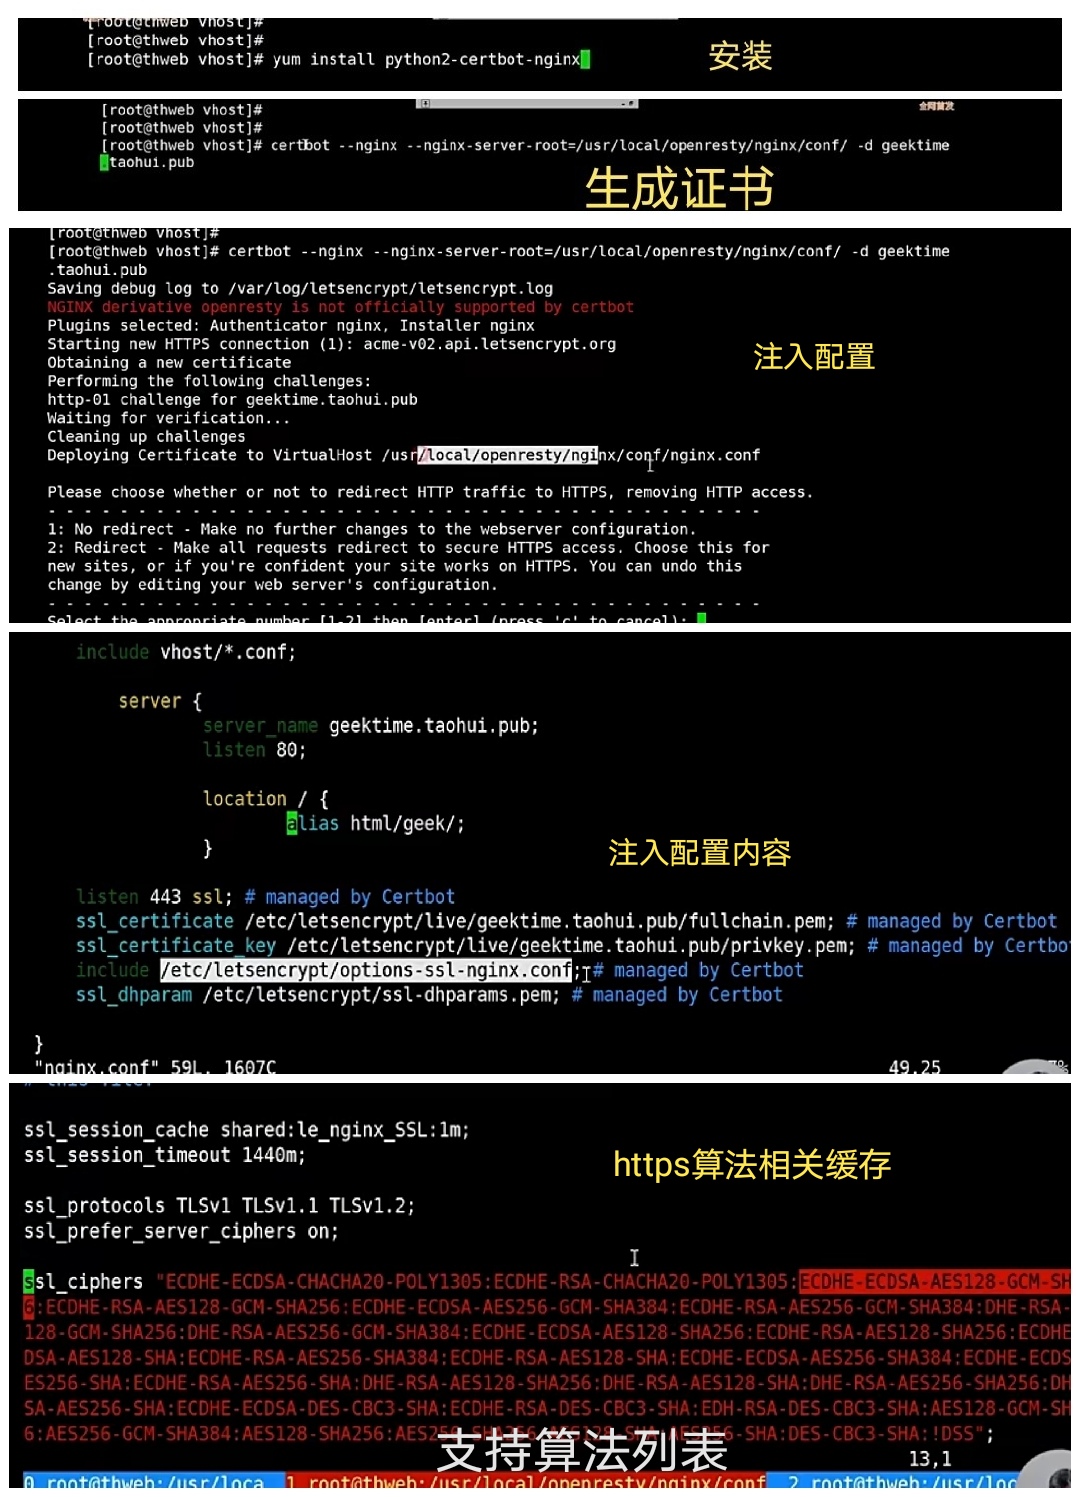 [root@thweb vhost]#
[root@thweb vhost]#
[root@thweb vhost]# yum install python2-certbot-nginx
安装
[root@thweb vhost]#
[root@thweb vhost]#
[root@thweb vhost]# certbot --nginx --nginx-server-root=/usr/local/openresty/nginx/conf/ -d geektime
.taohui.pub
生成证书
[root@thweb vhost]#
[root@thweb vhost]# certbot --nginx --nginx-server-root=/usr/local/openresty/nginx/conf/ -d geektime
.taohui.pub
Saving debug log to /var/log/letsencrypt/letsencrypt.log
NGINX derivative openresty is not officially supported by certbot
Plugins selected: Authenticator nginx, Installer nginx
Starting new HTTPS connection (1): acme-v02.api.letsencrypt.org
注入配置
Obtaining a new certificate
Performing the following challenges:
http-01 challenge for geektime.taohui.pub
Waiting for verification...
Cleaning up challenges
Deploying Certificate to VirtualHost /usr/local/openresty/nginx/conf/nginx.conf
Please choose whether or not to redirect HTTP traffic to HTTPS, removing HTTP access.
- - - - - - - - - - - - - - - - - - - - - - - - - - - - - - - - - - - - - - - -
1: No redirect - Make no further changes to the webserver configuration.
2: Redirect - Make all requests redirect to secure HTTPS access. Choose this for
new sites, or if you're confident your site works on HTTPS. You can undo this
change by editing your web server's configuration.
- - - - - - - - - - - - - - - - - - - - - - - - - - - - - - - - - - - - - - - -
Select the appropriate number [1-2] then [enter] (press 'c' to cancel):
include vhost/*.conf;
server {
server_name geektime.taohui.pub;
listen 80;
location / {
alias html/geek/;
}
注入配置内容
listen 443 ssl; # managed by Certbot
ssl_certificate /etc/letsencrypt/live/geektime.taohui.pub/fullchain.pem; # managed by Certbot
ssl_certificate_key /etc/letsencrypt/live/geektime.taohui.pub/privkey.pem; # managed by Certbo
include /etc/letsencrypt/options-ssl-nginx.conf; # managed by Certbot
ssl_dhparam /etc/letsencrypt/ssl-dhparams.pem; # managed by Certbot
}
"nginx.conf" 59L, 1607C 49,25
# this file.
ssl_session_cache shared:le_nginx_SSL:1m;
ssl_session_timeout 1440m;
https算法相关缓存
ssl_protocols TLSv1 TLSv1.1 TLSv1.2;
ssl_prefer_server_ciphers on;
ssl_ciphers "ECDHE-ECDSA-CHACHA20-POLY1305:ECDHE-RSA-CHACHA20-POLY1305:ECDHE-ECDSA-AES128-GCM-SH
6:ECDHE-RSA-AES128-GCM-SHA256:ECDHE-ECDSA-AES256-GCM-SHA384:ECDHE-RSA-AES256-GCM-SHA384:DHE-RSA-
128-GCM-SHA256:DHE-RSA-AES256-GCM-SHA384:ECDHE-ECDSA-AES128-SHA256:ECDHE-RSA-AES128-SHA256:ECDHE
DSA-AES128-SHA:ECDHE-RSA-AES256-SHA384:ECDHE-RSA-AES128-SHA:ECDHE-ECDSA-AES256-SHA384:ECDHE-ECDS
ES256-SHA:ECDHE-RSA-AES256-SHA:DHE-RSA-AES128-SHA256:DHE-RSA-AES128-SHA:DHE-RSA-AES256-SHA256:DH
SA-AES256-SHA:ECDHE-ECDSA-DES-CBC3-SHA:ECDHE-RSA-DES-CBC3-SHA:EDH-RSA-DES-CBC3-SHA:AES128-GCM-SH
6:AES256-GCM-SHA384:AES128-SHA256:AES256-SHA256:AES128-SHA:AES256-SHA:DES-CBC3-SHA:!DSS";
支持算法列表
13,1
0 root@thweb:/usr/loca 1 root@thweb:/usr/local/openresty/nginx/conf 2 root@thweb:/usr/loc